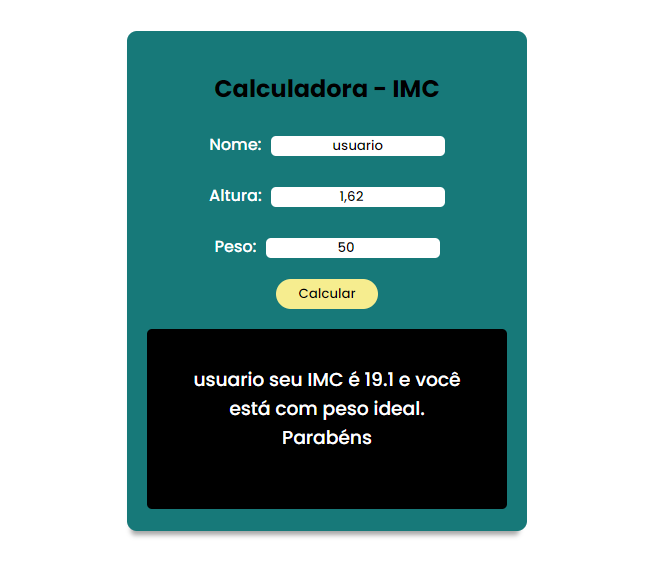 Calculadora - IMC
Nome: usuario
Altura: 1,62
Peso: 50
Calcular
usuario seu IMC é 19.1 e você
está com peso ideal.
Parabéns